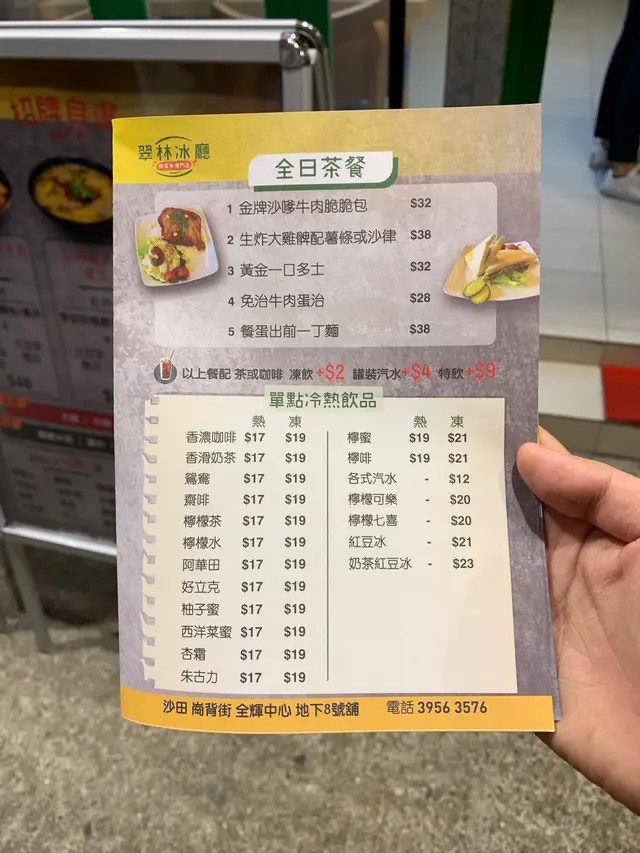 招牌自選
翠林冰廳
全日茶餐
1 金牌沙嗲牛肉脆脆包 $32
2 生炸大雞髀配薯條或沙律 $38
3 黃金一口多士 $32
4 免治牛肉蛋治 $28
5 餐蛋出前一丁麵 $38
以上餐配 茶或咖啡 凍飲+$2 罐裝汽水+$4 特飲+$9
單點冷熱飲品
熱 凍
香濃咖啡 $17 $19
香滑奶茶 $17 $19
鴛鴦 $17 $19
齋啡 $17 $19
檸檬茶 $17 $19
檸檬水 $17 $19
阿華田 $17 $19
好立克 $17 $19
柚子蜜 $17 $19
西洋菜蜜 $17 $19
杏霜 $17 $19
朱古力 $17 $19
熱 凍
檸蜜 $19 $21
檸啡 $19 $21
各式汽水 - $12
檸檬可樂 - $20
檸檬七喜 - $20
紅豆冰 - $21
奶茶紅豆冰 - $23
沙田 崗背街 全輝中心 地下8號舖 電話 3956 3576